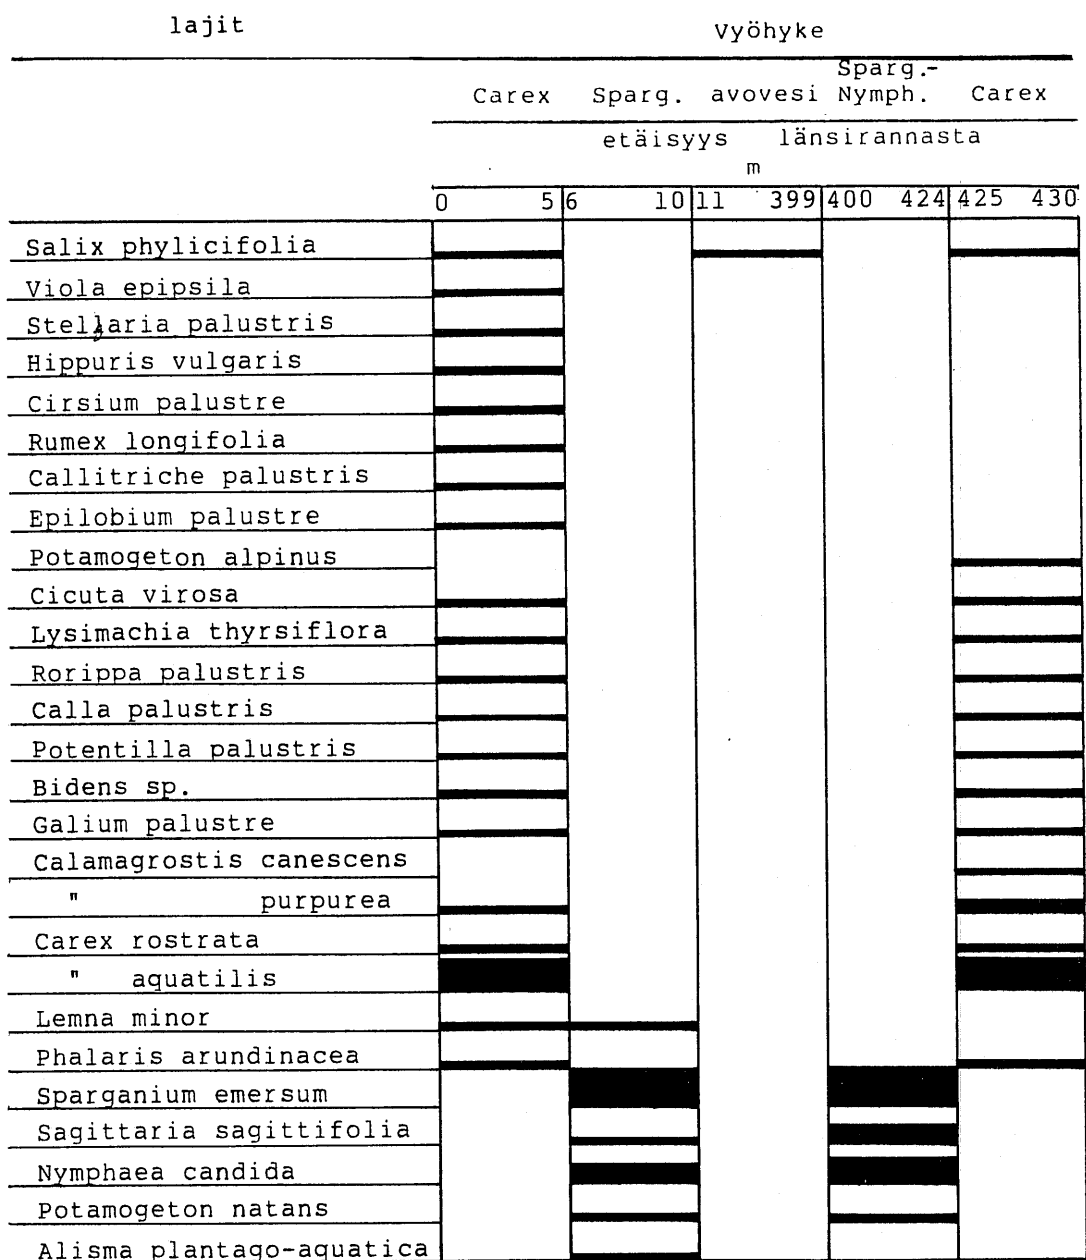 lajit
Vyöhyke
Sparg.-
Carex Sparg. avovesi Nymph. Carex
etäisyys länsirannasta
m
0 5 6 10 11 399 400 424 425 430
Salix phylicifolia
Viola epipsila
Stellaria palustris
Hippuris vulgaris
Cirsium palustre
Rumex longifolia
Callitriche palustris
Epilobium palustre
Potamogeton alpinus
Cicuta virosa
Lysimachia thyrsiflora
Rorippa palustris
Calla palustris
Potentilla palustris
Bidens sp.
Galium palustre
Calamagrostis canescens
" purpurea
Carex rostrata
" aquatilis
Lemna minor
Phalaris arundinacea
Sparganium emersum
Sagittaria sagittifolia
Nymphaea candida
Potamogeton natans
Alisma plantago-aquatica